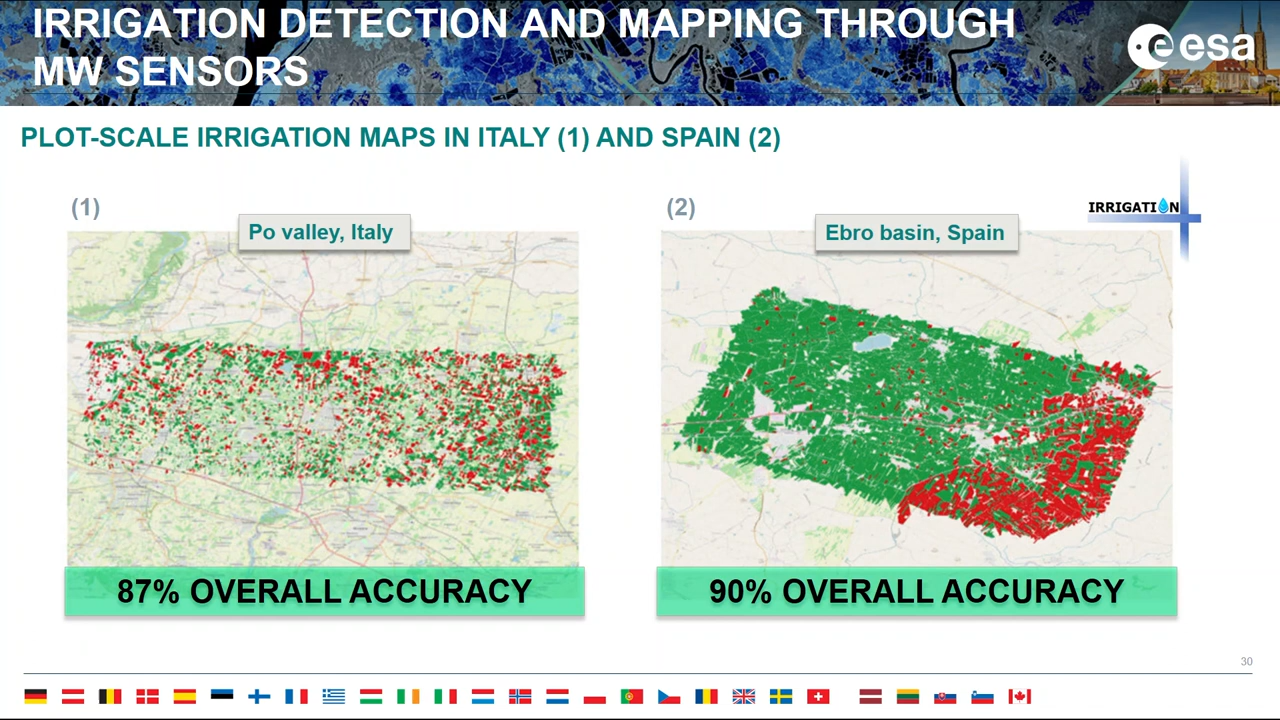 IRRIGATION DETECTION AND MAPPING THROUGH
MW SENSORS
esa
PLOT-SCALE IRRIGATION MAPS IN ITALY (1) AND SPAIN (2)
(1)
Po valley, Italy
(2)
Ebro basin, Spain
IRRIGATION
87% OVERALL ACCURACY
90% OVERALL ACCURACY
30